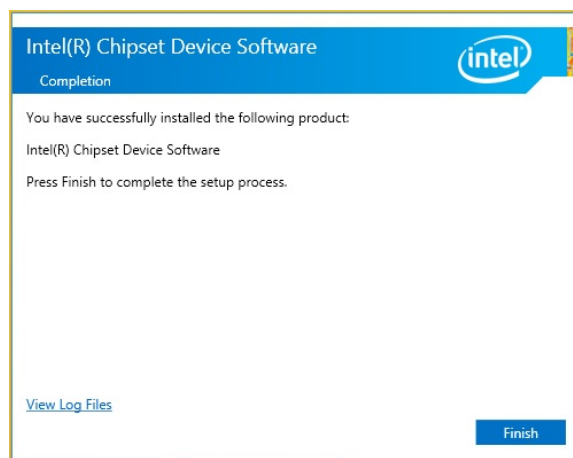 Intel(R) Chipset Device Software
intel
Completion
You have successfully installed the following product:
Intel(R) Chipset Device Software
Press Finish to complete the setup process.
View Log Files
Finish